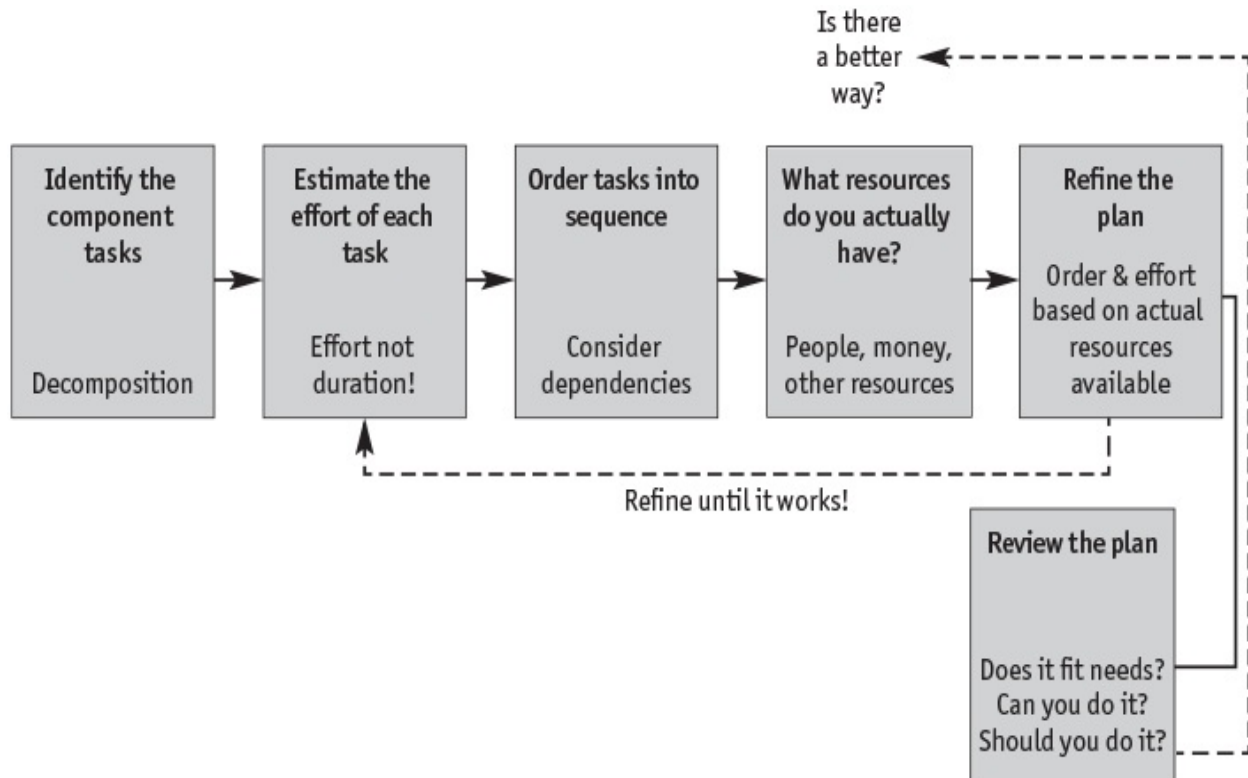 Is there
a better
way?
Identify the
component
tasks
Decomposition
Estimate the
effort of each
task
Effort not
duration!
Order tasks into
sequence
Consider
dependencies
What resources
do you actually
have?
People, money,
other resources
Refine the
plan
Order & effort
based on actual
resources
available
Refine until it works!
Review the plan
Does it fit needs?
Can you do it?
Should you do it?